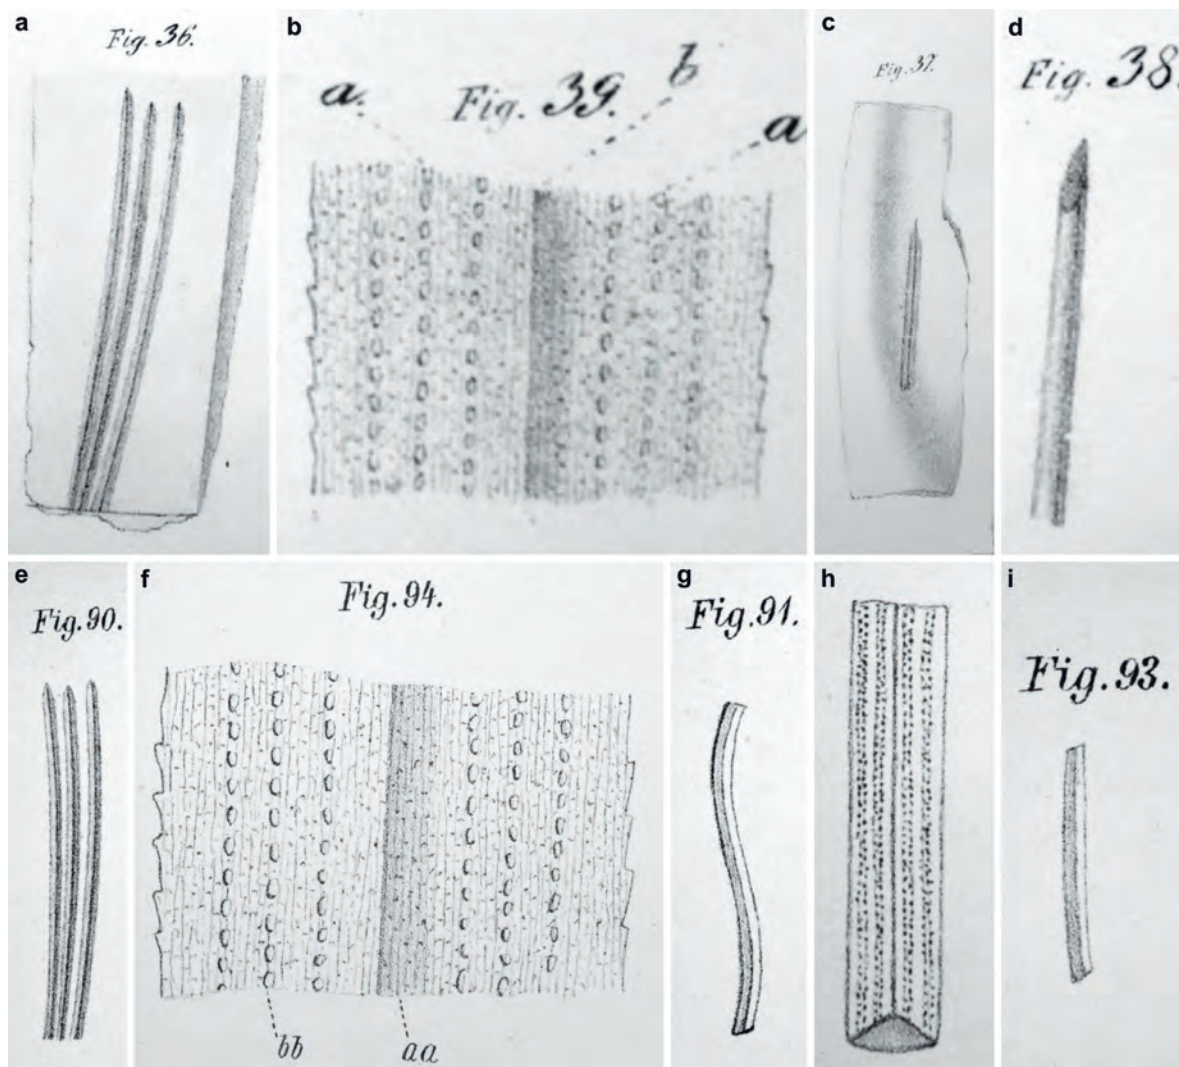 a
Fig. 36.
b
a.
Fig. 39.
b
a
c
Fig. 37.
d
Fig. 38.
e
Fig. 90.
f
Fig. 94.
bb
aa
g
Fig. 91.
h
i
Fig. 93.